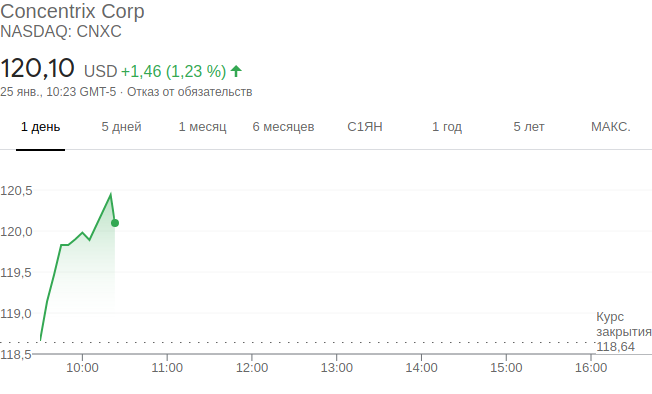 Concentrix Corp
NASDAQ: CNXC
120,10 USD +1,46 (1,23 %)
25 янв., 10:23 GMT-5 · Отказ от обязательств
1 день 5 дней 1 месяц 6 месяцев С1ЯН 1 год 5 лет МАКС.
120,5
120,0
119,5
119,0
Курс
закрытия
118,64
118,5
10:00 11:00 12:00 13:00 14:00 15:00 16:00